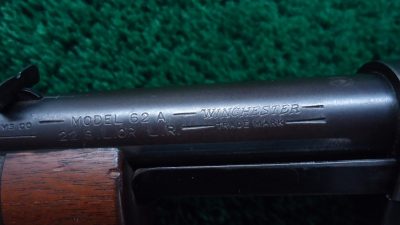 MODEL 62 A — WINCHESTER —
22 S. L. OR L.R. — TRADE MARK —